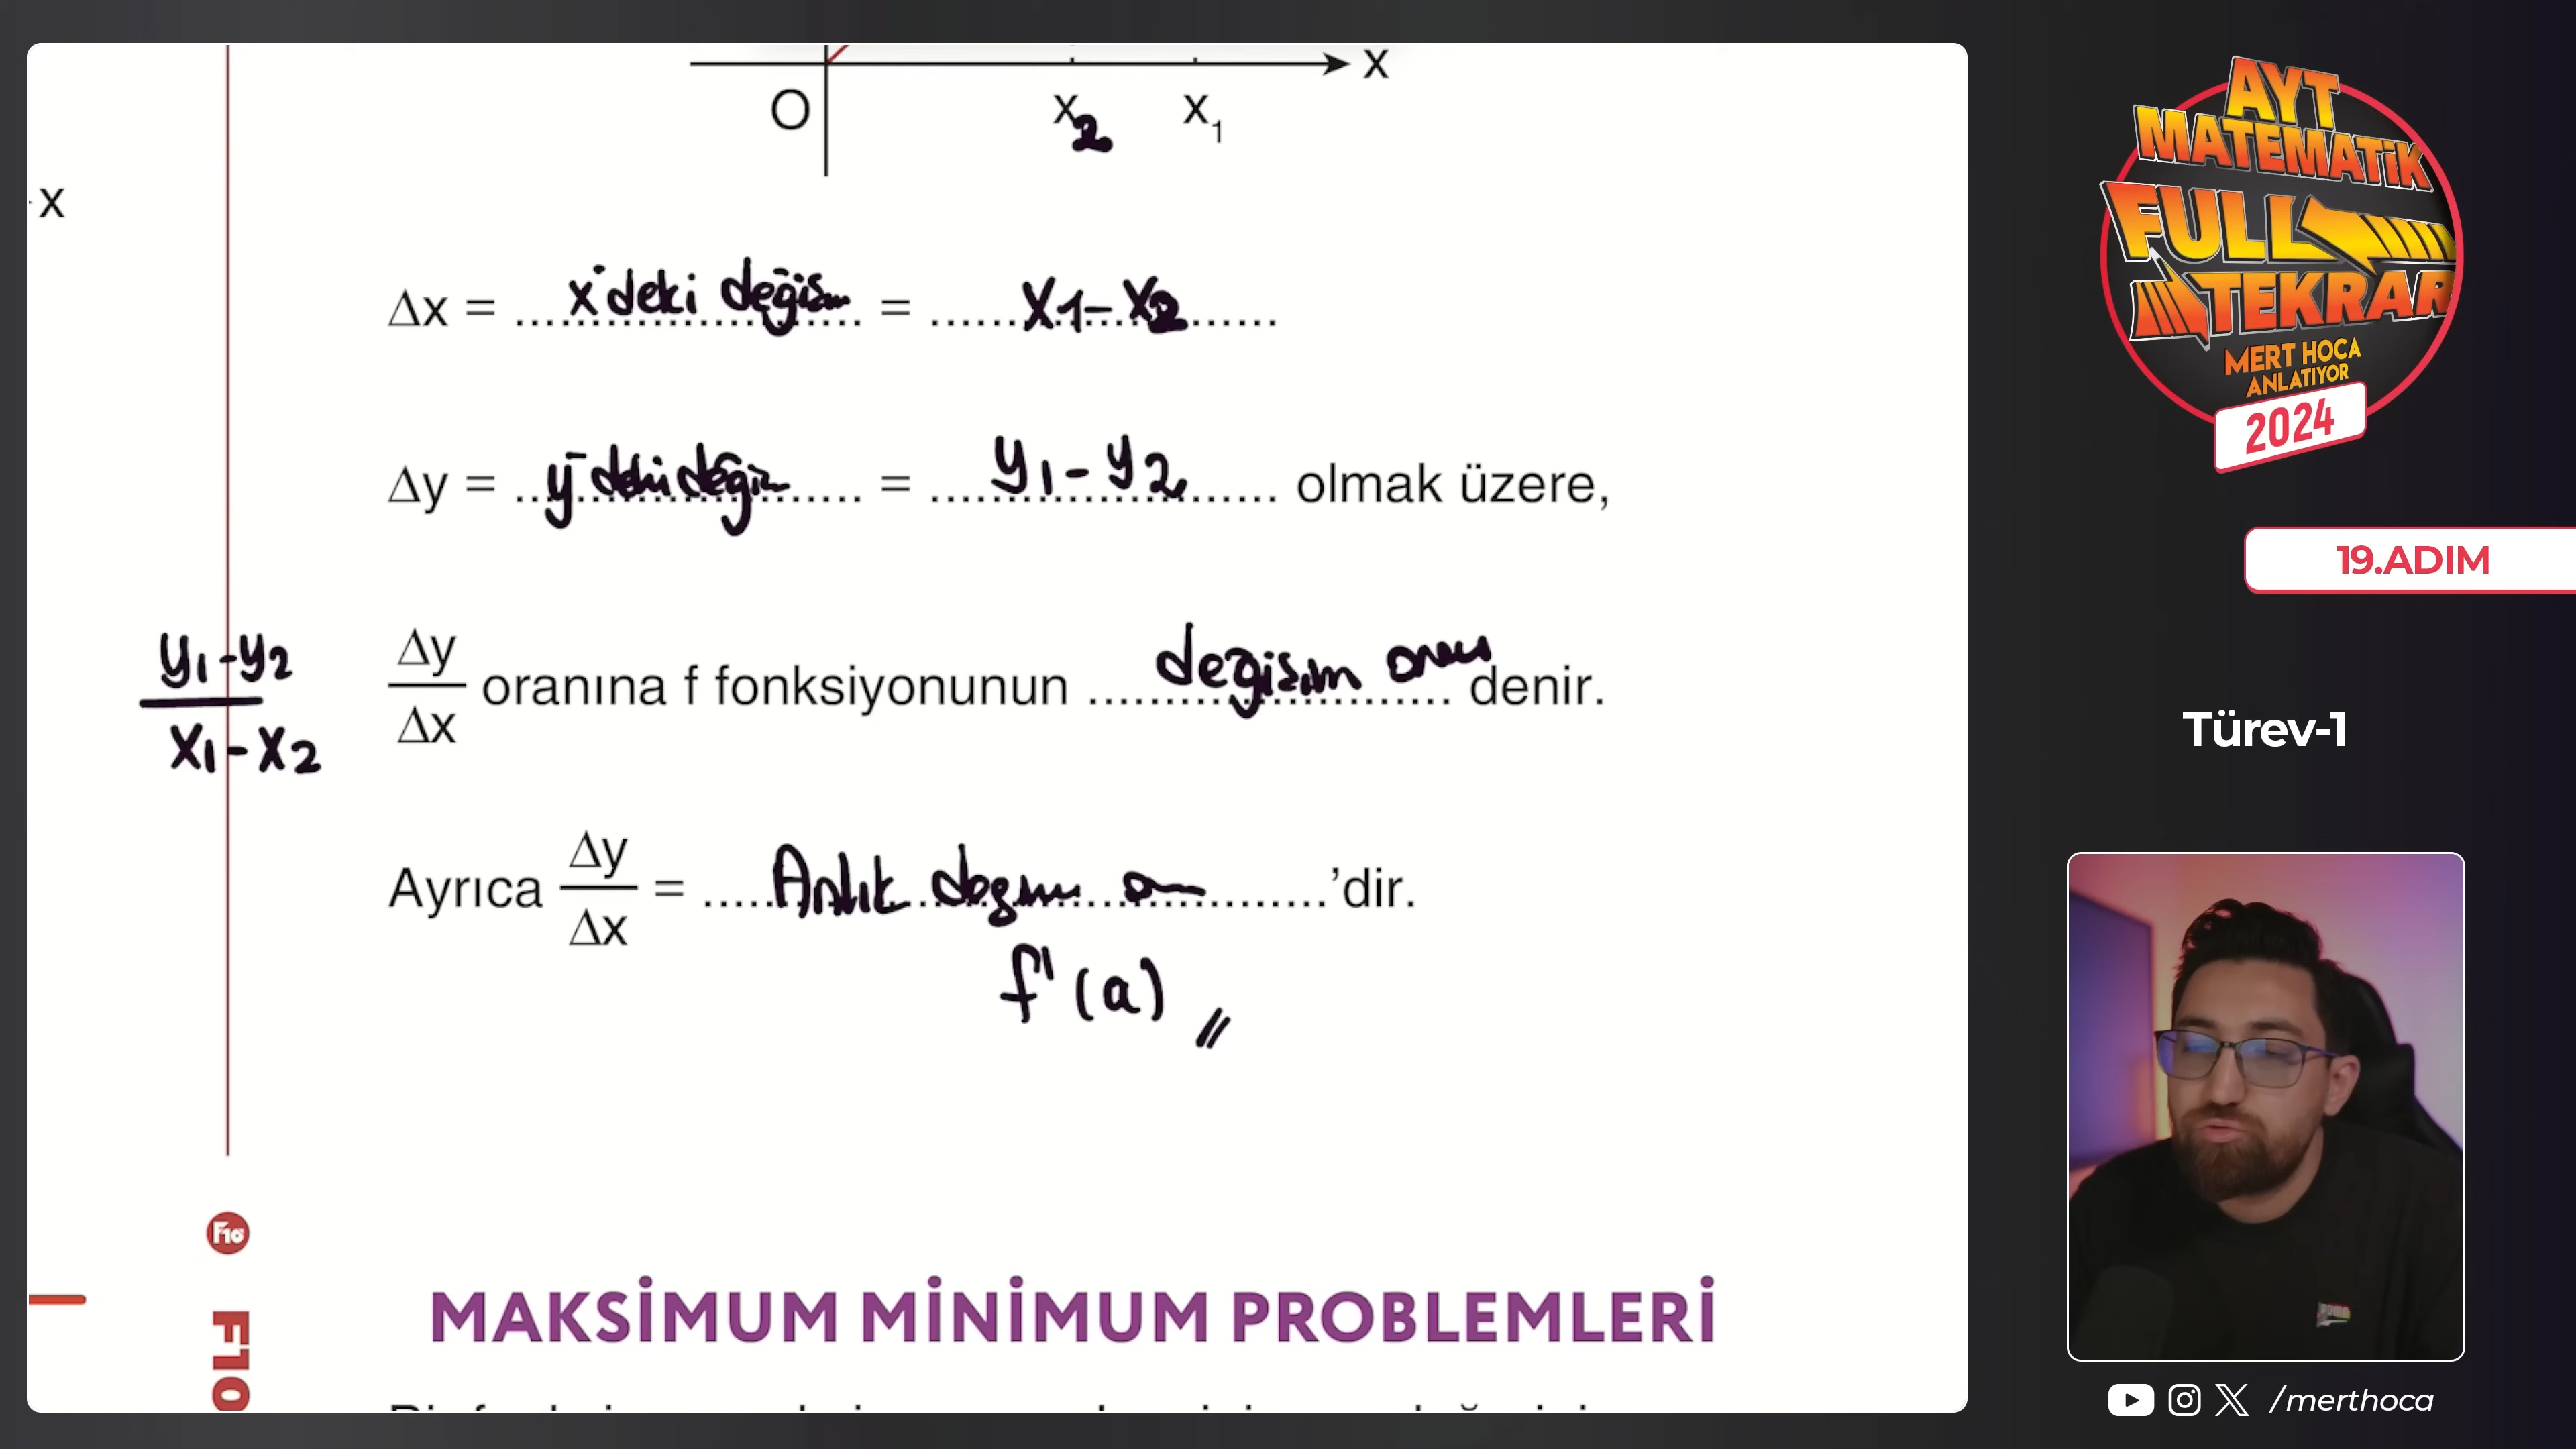 x
O
x2
x1
x
Δx = x'deki değişim = x1 - x2
Δy = y'deki değişim = y1 - y2 olmak üzere,
y1 - y2
x1 - x2
Δy
Δx
oranına f fonksiyonunun değişim oranı denir.
Ayrıca Δy
Δx
= Anlık değişim oranı 'dir.
f'(a)
F10
F10
MAKSİMUM MİNİMUM PROBLEMLERİ
AYT
MATEMATİK
FULL
TEKRAR
MERT HOCA
ANLATIYOR
2024
19.ADIM
Türev-1
/merthoca